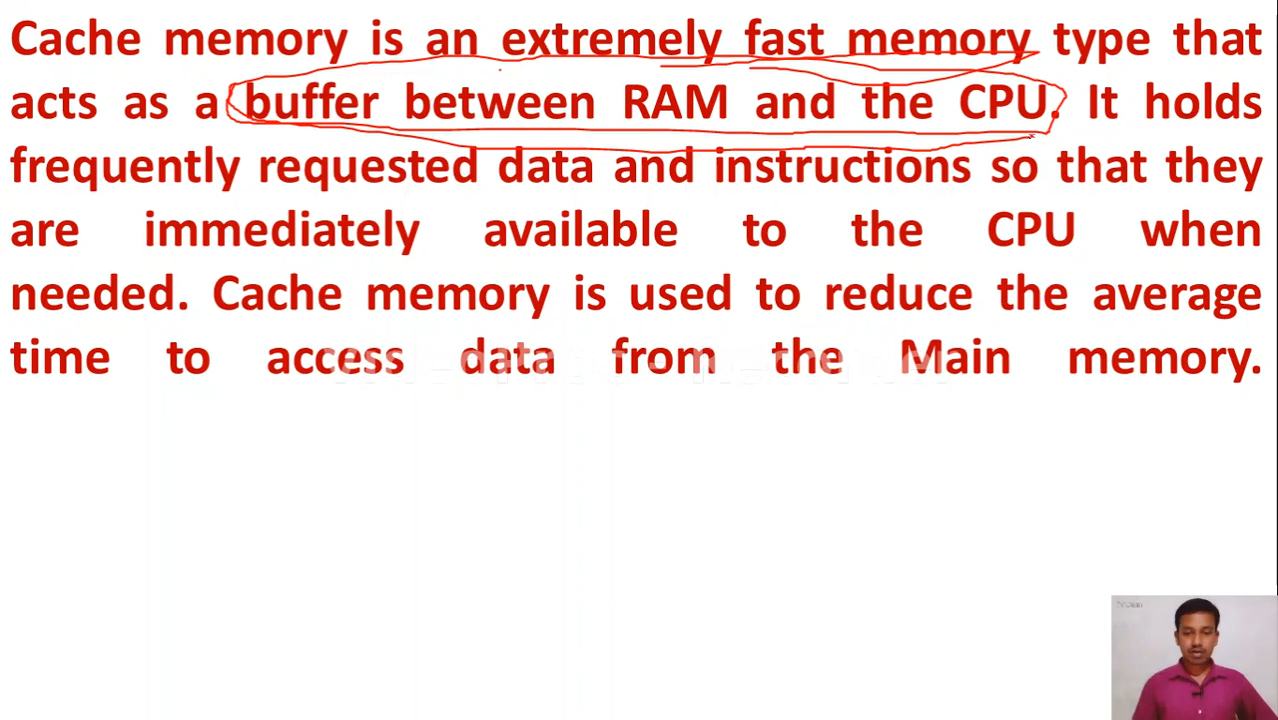 Cache memory is an extremely fast memory type that
acts as a buffer between RAM and the CPU. It holds
frequently requested data and instructions so that they
are immediately available to the CPU when
needed. Cache memory is used to reduce the average
time to access data from the Main memory.